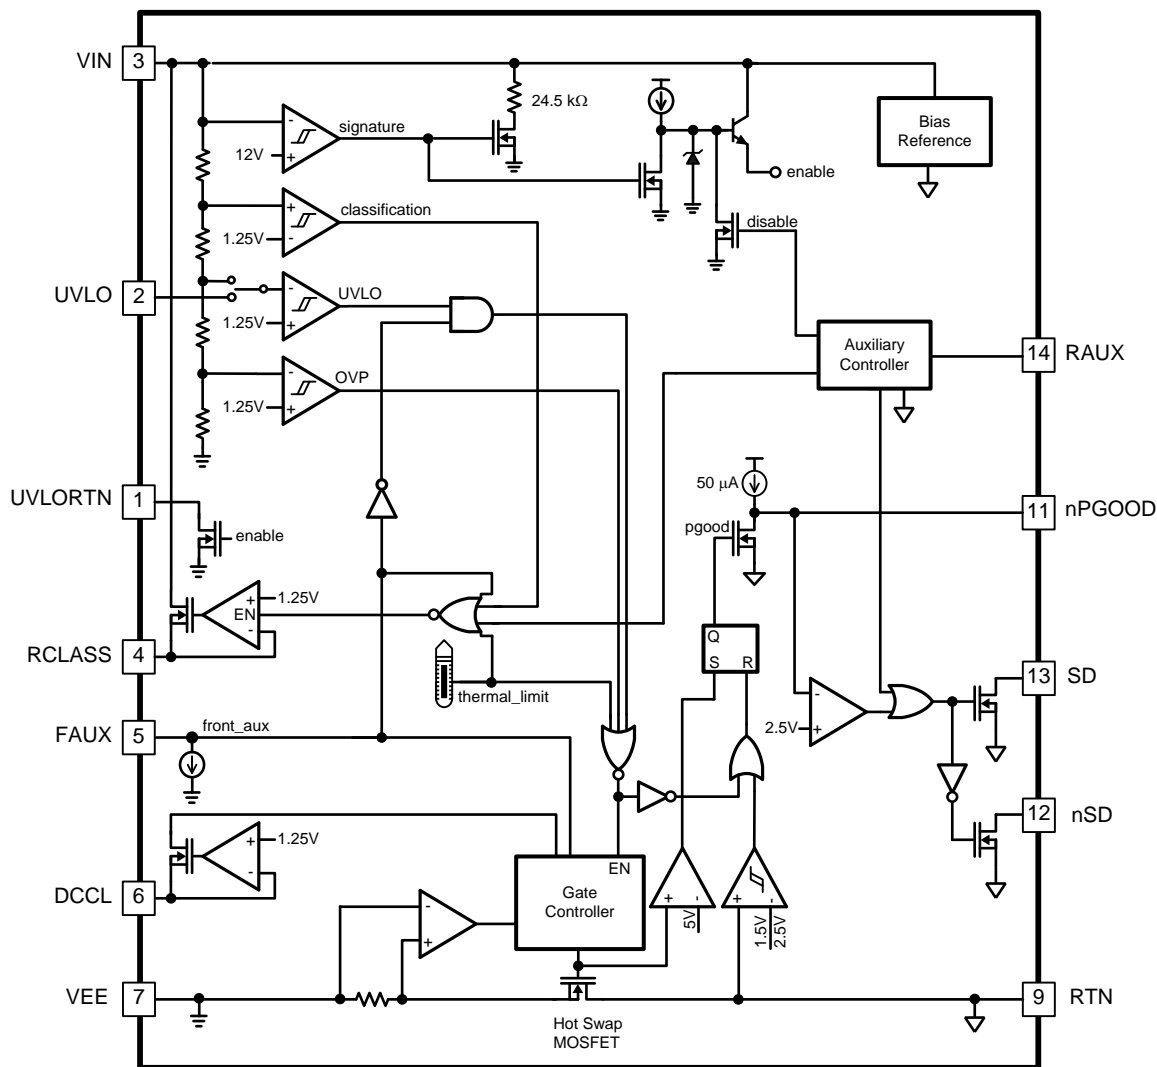 VIN 3
24.5 kΩ
signature
-
12V +
Bias
Reference
enable
classification
+
1.25V -
disable
UVLO 2
UVLO
-
1.25V +
Auxiliary
Controller
14 RAUX
OVP
-
1.25V +
50 µA
UVLORTN 1
11 nPGOOD
pgood
enable
+ 1.25V
EN
-
RCLASS 4
Q
S R
thermal_limit
13 SD
-
2.5V +
FAUX 5
front_aux
12 nSD
+ 1.25V
-
DCCL 6
EN
Gate
Controller
-
+
+ -
5V
+ -
1.5V
2.5V
VEE 7
9 RTN
Hot Swap
MOSFET